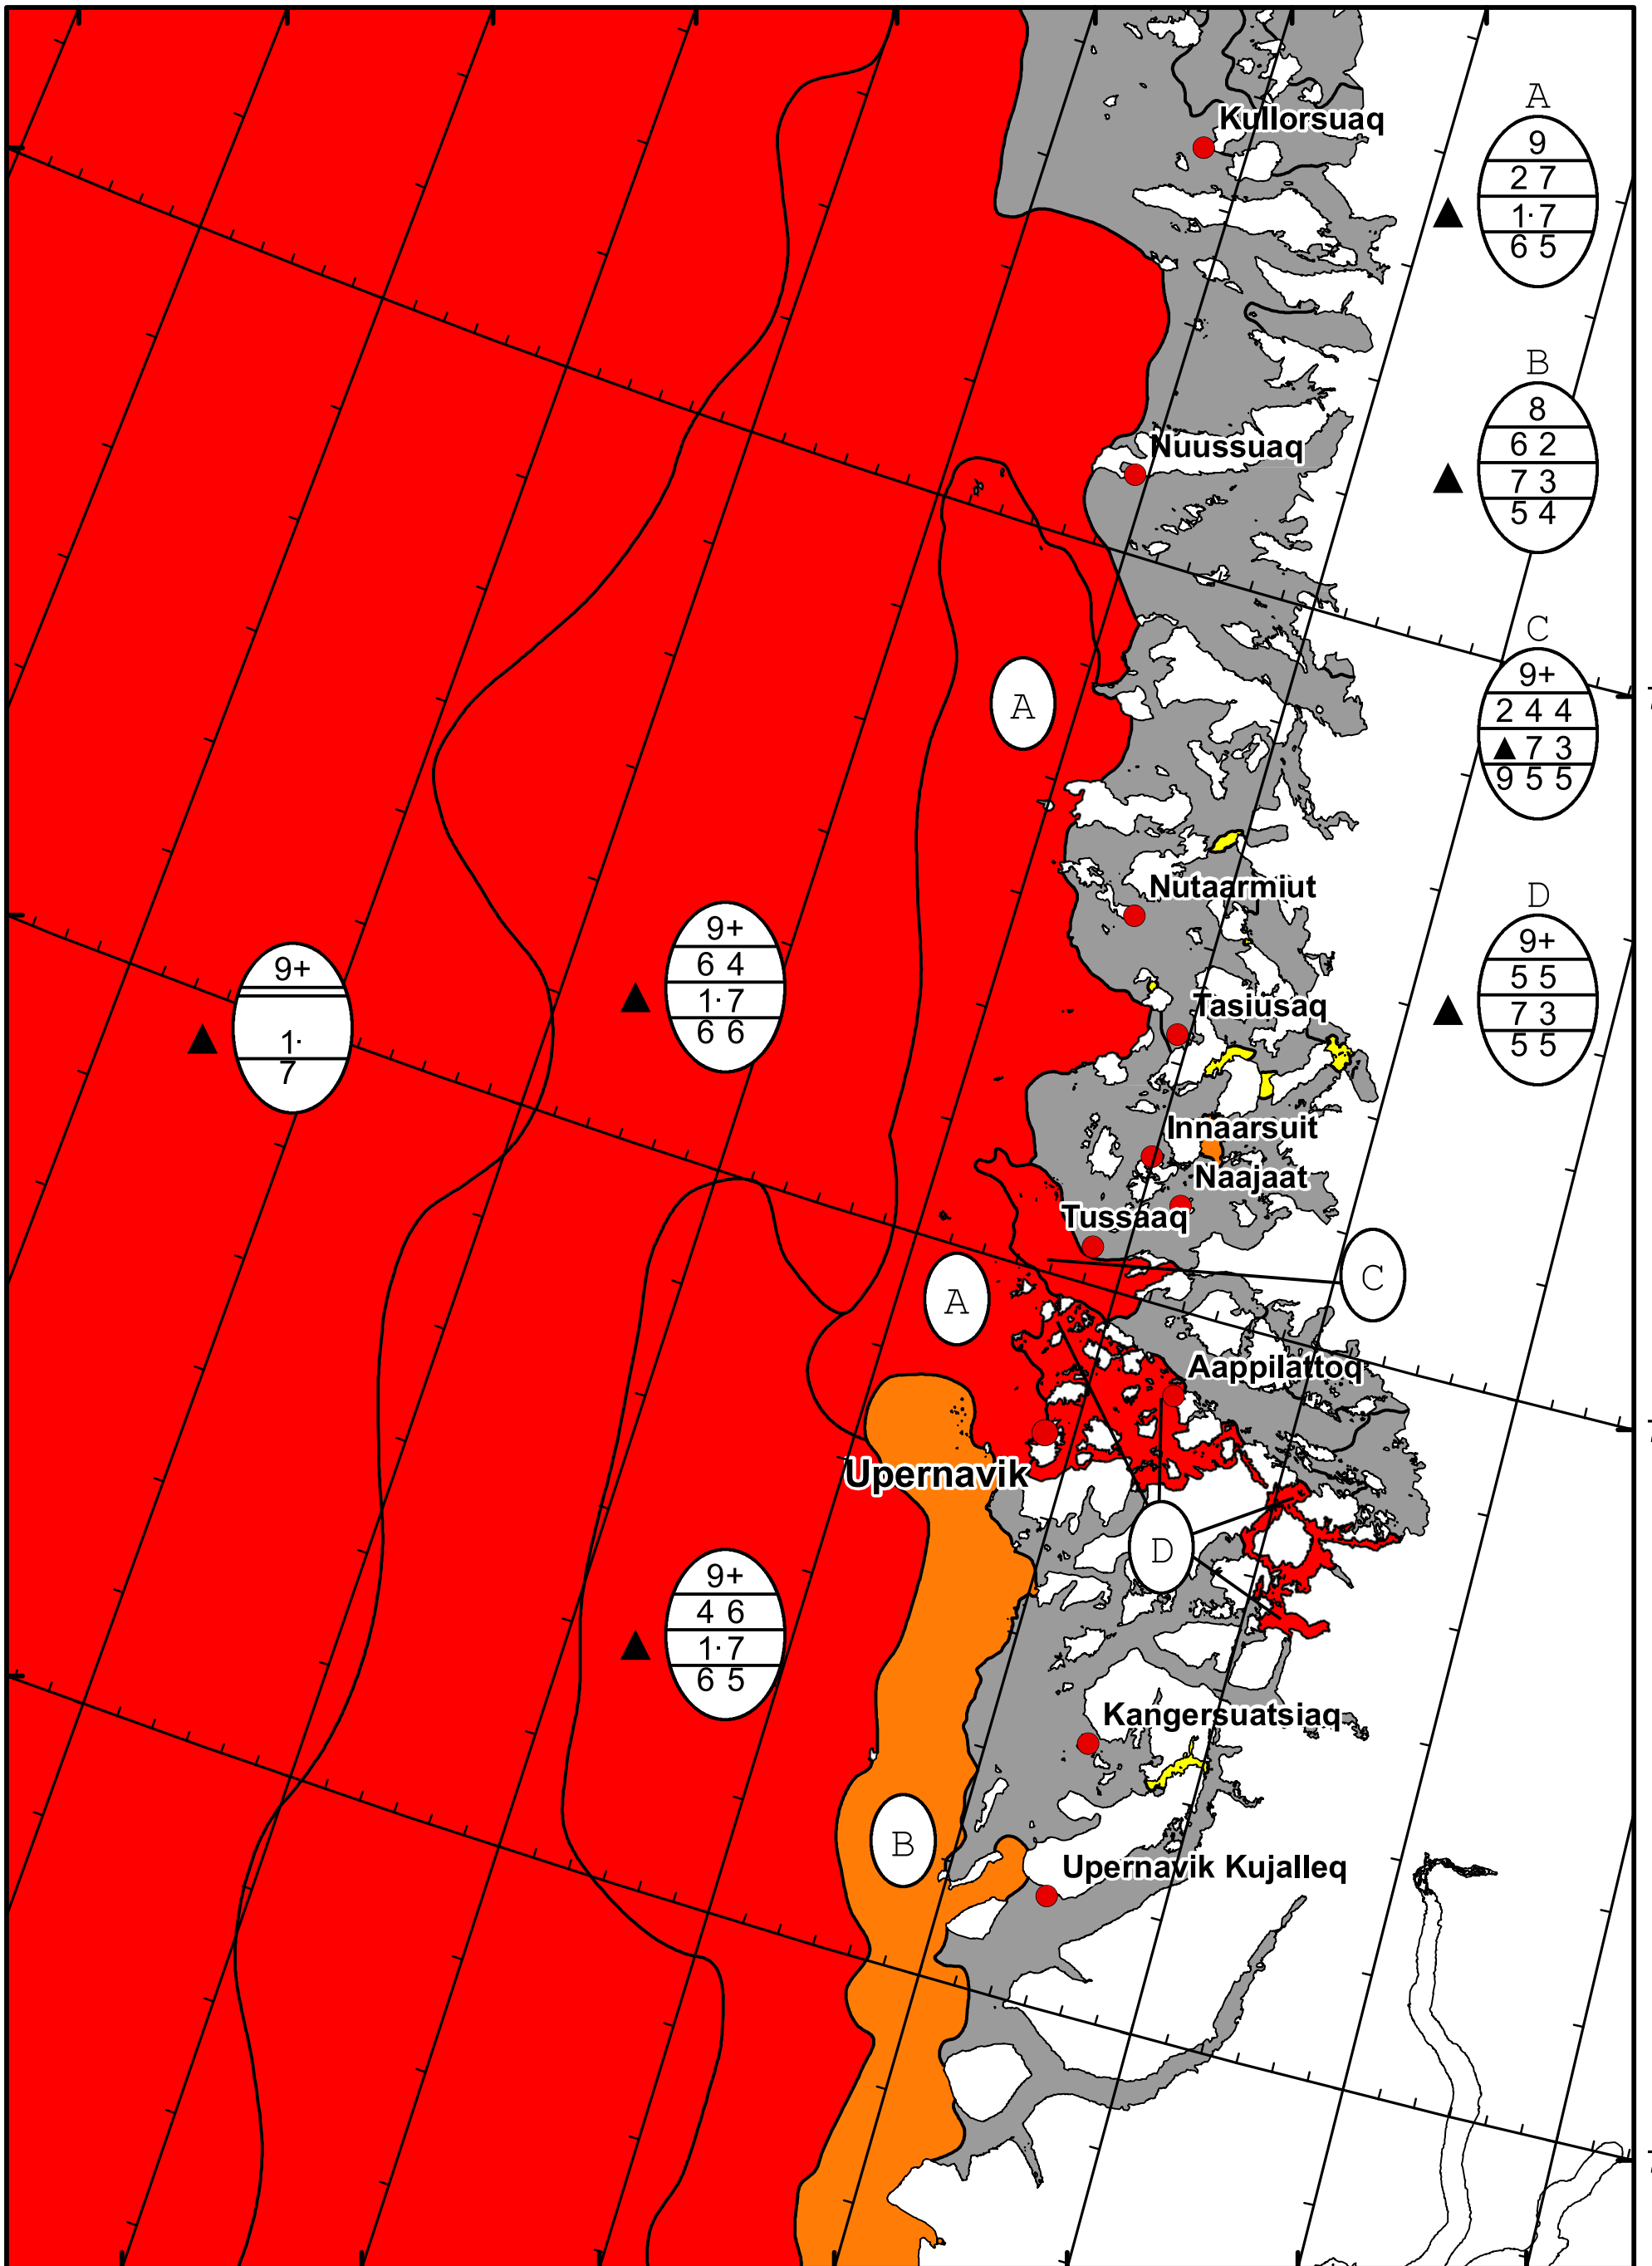 Kullorsuaq
A
9
2 7
1· 7
6 5
B
8
6 2
7 3
5 4
Nuussuaq
C
9+
2 4 4
▲ 7 3
9 5 5
A
Nutaarmiut
D
9+
5 5
7 3
5 5
9+
6 4
1· 7
6 6
9+
1·
7
Tasiusaq
Innaarsuit
Naajaat
Tussaaq
C
A
Aappilattoq
Upernavik
D
9+
4 6
1· 7
6 5
Kangersuatsiaq
B
Upernavik Kujalleq